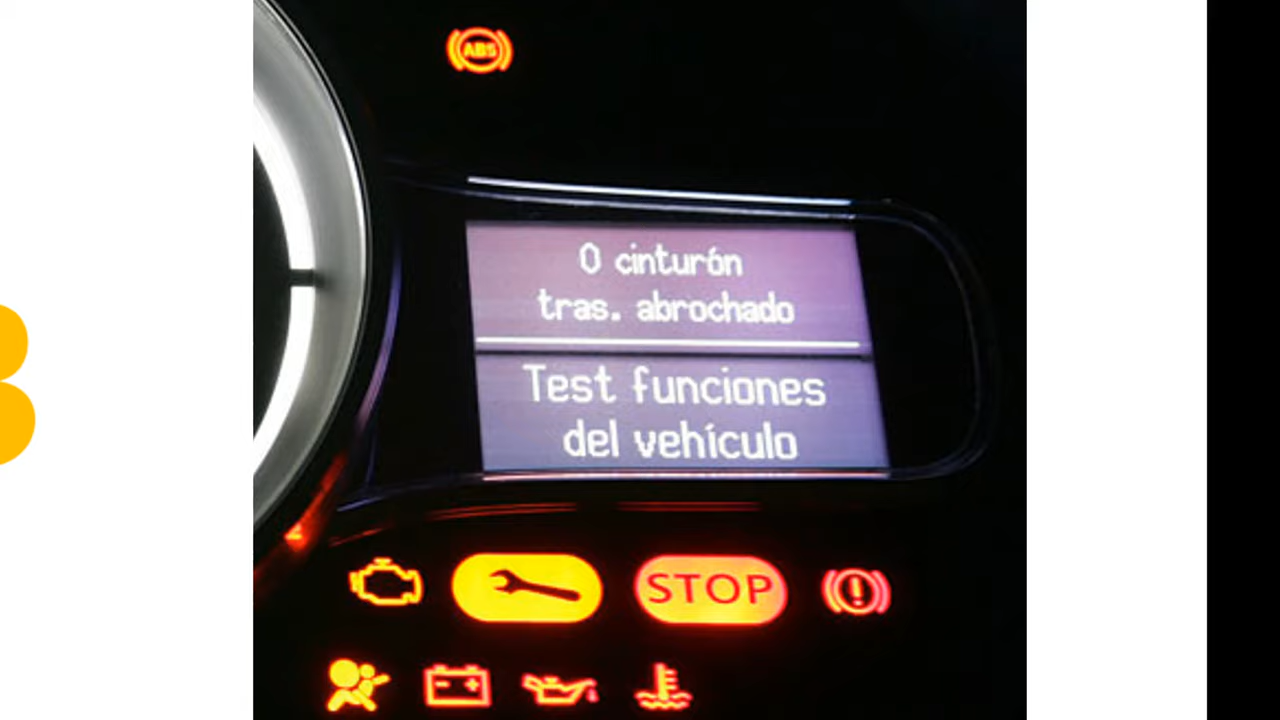 ABS
0 cinturón
tras. abrochado
Test funciones
del vehículo
STOP